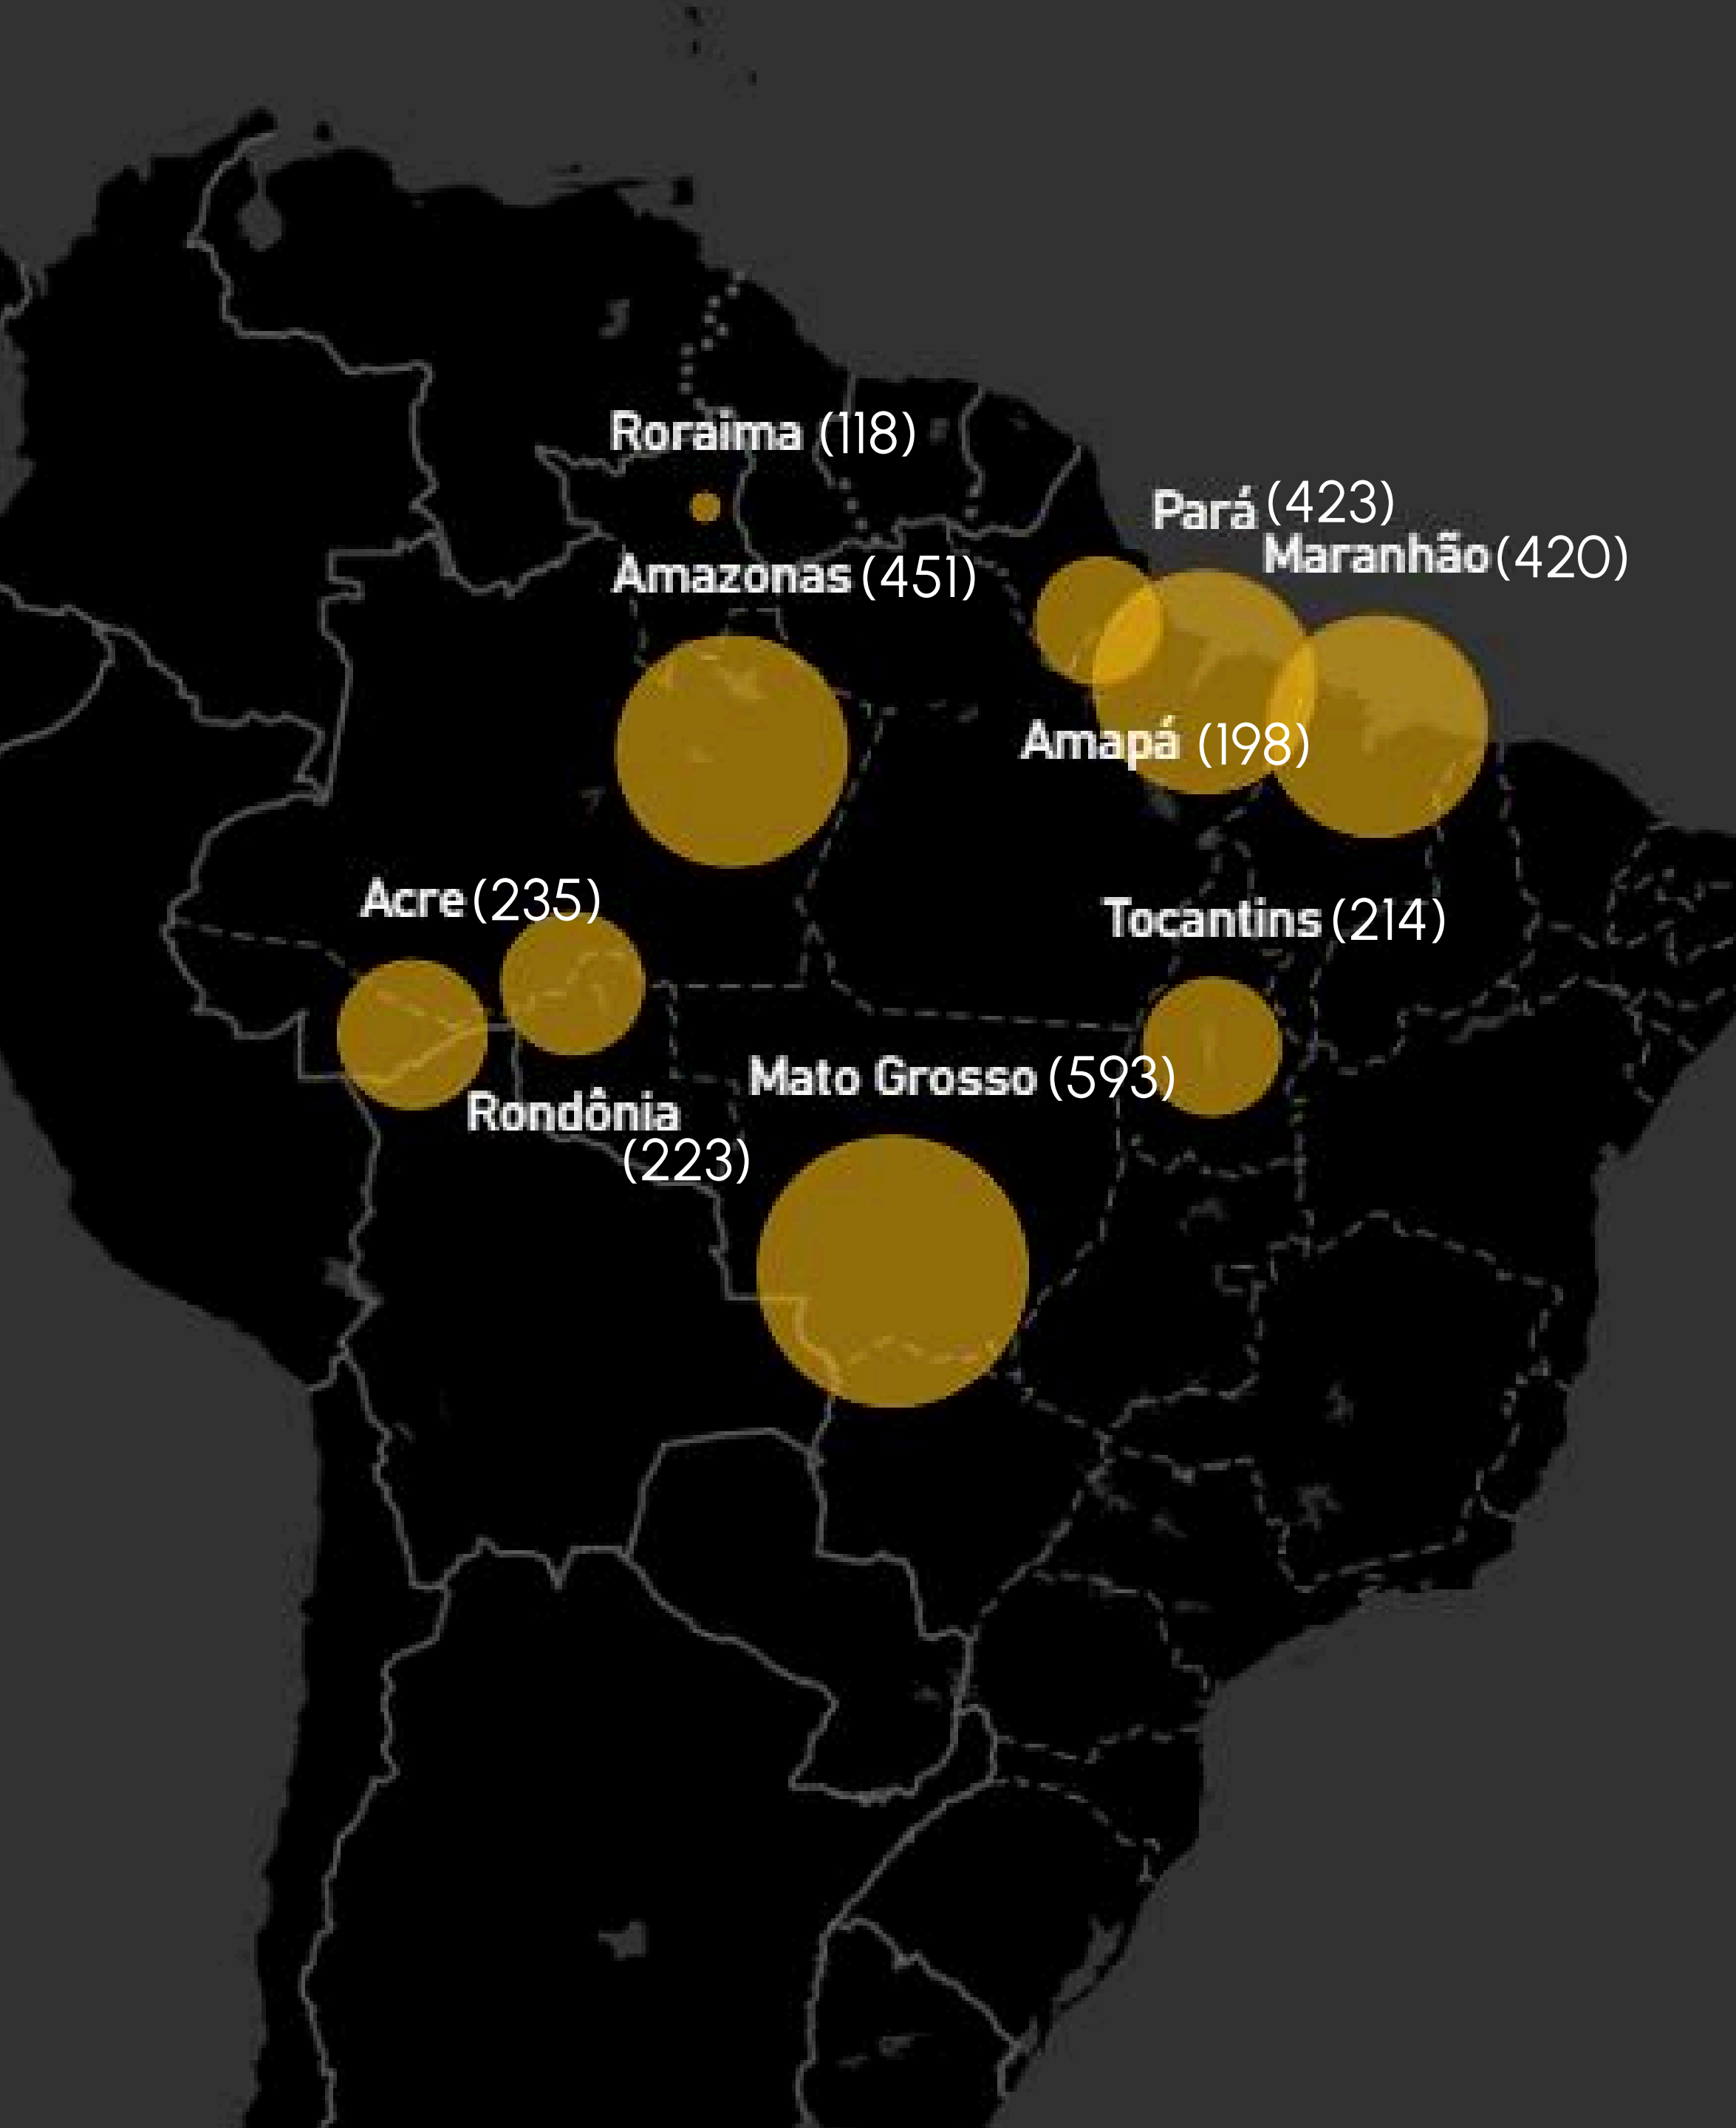 Roraima (118)
Pará (423)
Maranhão (420)
Amazonas (451)
Amapá (198)
Acre (235)
Tocantins (214)
Mato Grosso (593)
Rondônia
(223)